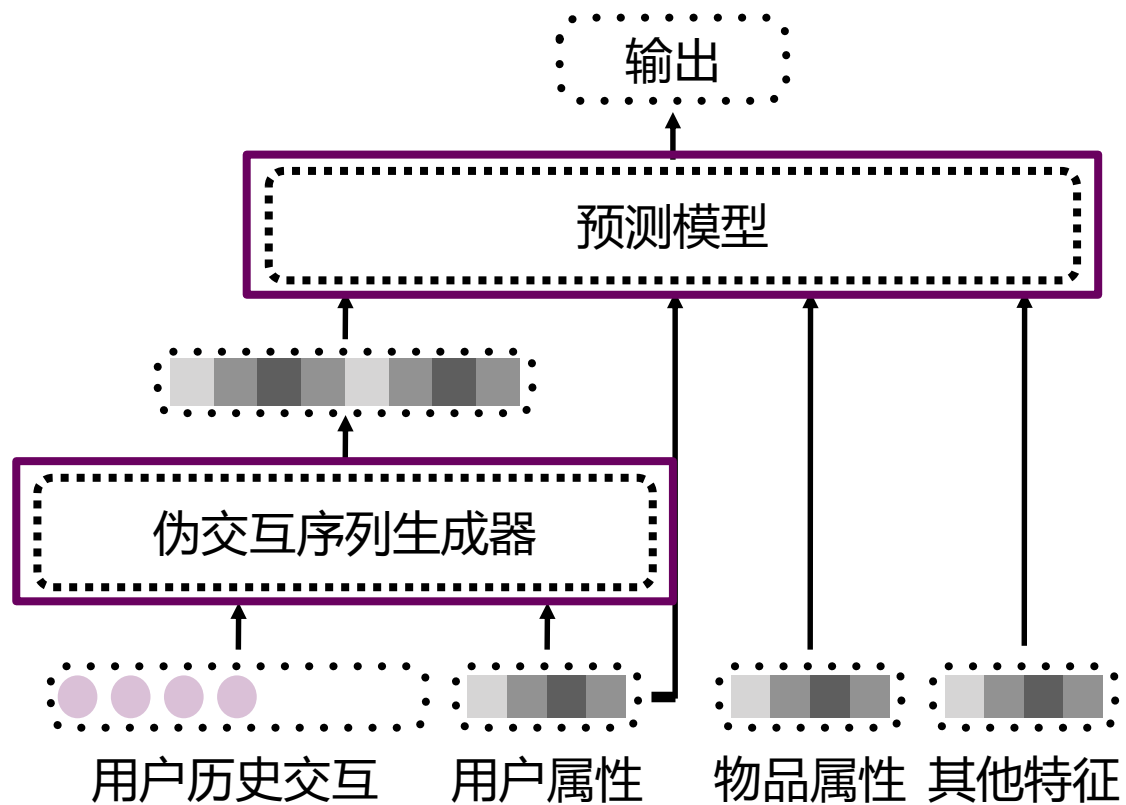 输出
预测模型
伪交互序列生成器
用户历史交互
用户属性
物品属性
其他特征